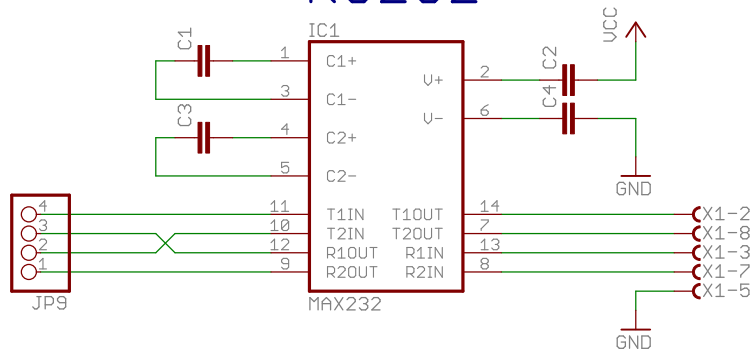 IC1
VCC
C1
C2
1
C1+
V+
2
3
C1-
C4
C3
V-
6
4
C2+
5
C2-
GND
4
11
T1IN
T1OUT
14
X1-2
3
10
T2IN
T2OUT
7
X1-8
2
12
R1OUT
R1IN
13
X1-3
1
9
R2OUT
R2IN
8
X1-7
X1-5
JP9
MAX232
GND